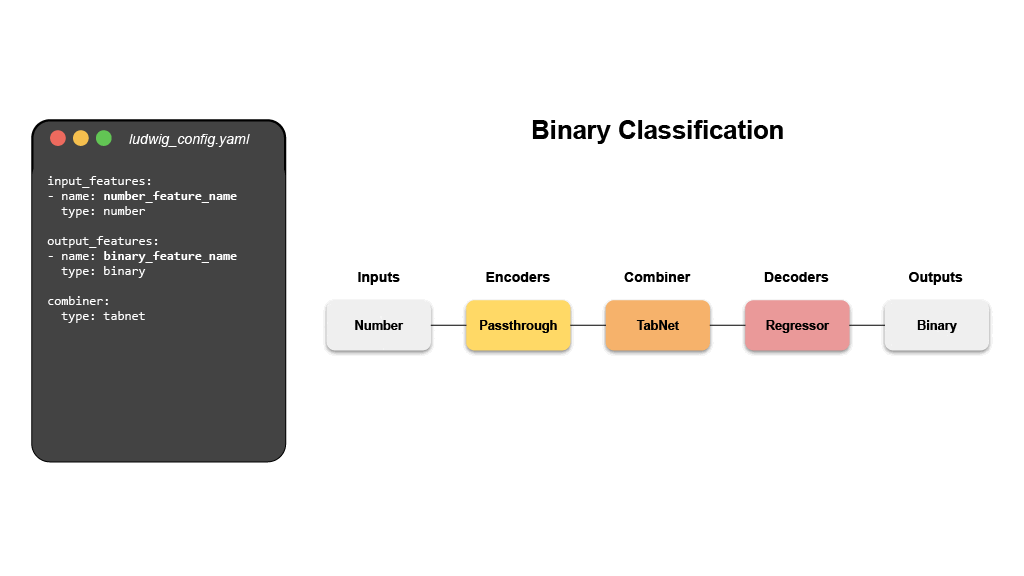 ludwig_config.yaml
input_features:
- name: number_feature_name
  type: number
output_features:
- name: binary_feature_name
  type: binary
combiner:
  type: tabnet
Binary Classification
Inputs
Encoders
Combiner
Decoders
Outputs
Number
Passthrough
TabNet
Regressor
Binary